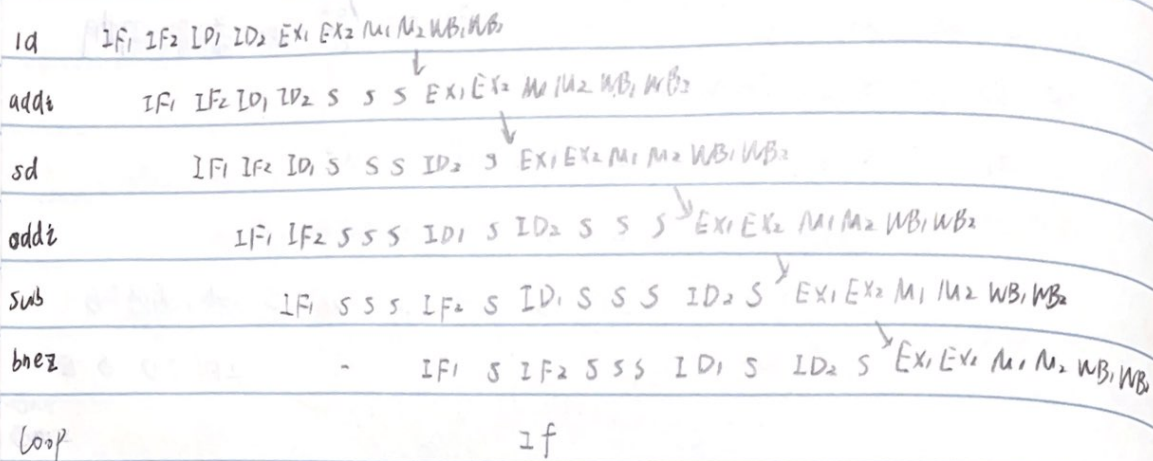 ld IF1 IF2 ID1 ID2 EX1 EX2 M1 M2 WB1 WB2
addi IF1 IF2 ID1 ID2 S S S EX1 EX2 M1 M2 WB1 WB2
sd IF1 IF2 ID1 S S S ID2 S EX1 EX2 M1 M2 WB1 WB2
addi IF1 IF2 S S S ID1 S ID2 S S S EX1 EX2 M1 M2 WB1 WB2
sub IF1 S S S IF2 S ID1 S S S ID2 S EX1 EX2 M1 M2 WB1 WB2
bnez - IF1 S IF2 S S S ID1 S ID2 S EX1 EX2 M1 M2 WB1 WB2
Loop If